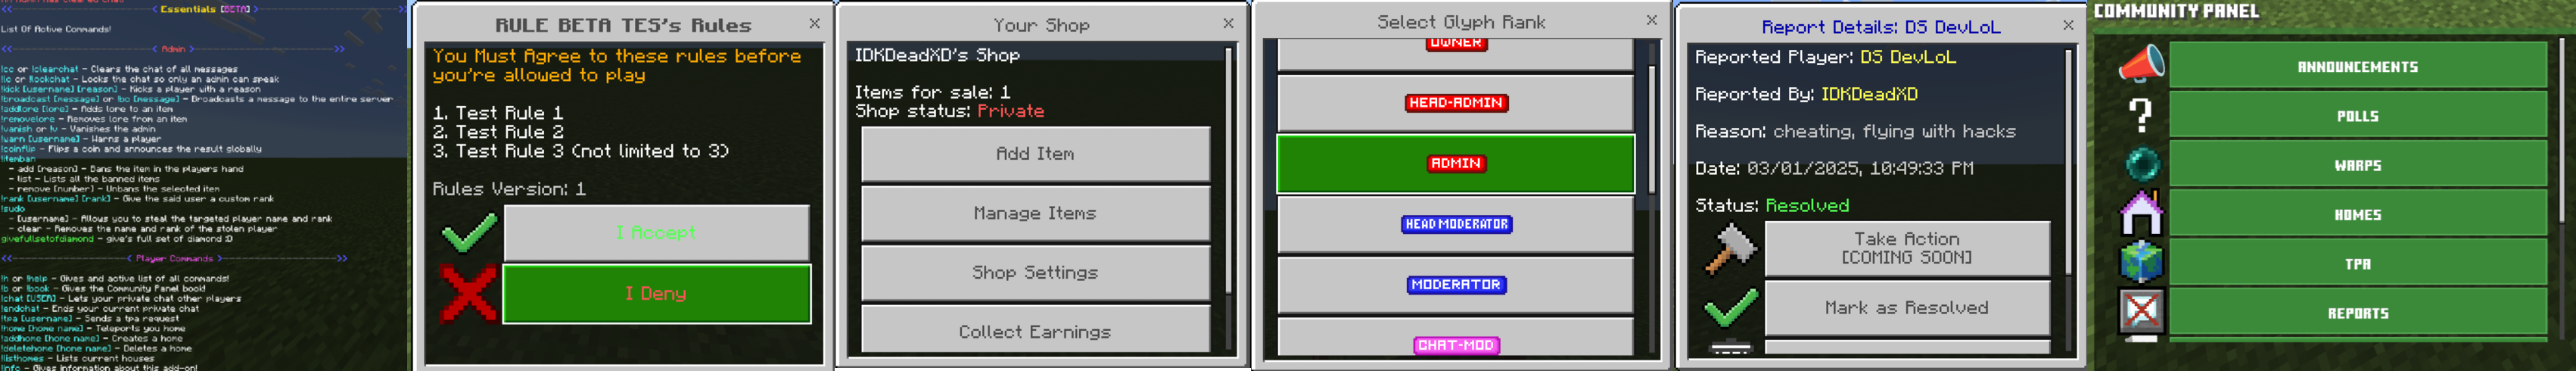 Essentials [BETA]
List Of Active Commands!
Admin
!cc or !clearchat - Clears the chat of all messages
!lc or !lockchat - Locks the chat so only an admin can speak
!kick [username] [reason] - Kicks a player with a reason
!broadcast [message] or !bc [message] - Broadcasts a message to the entire server
!addlore [lore] - Adds lore to an item
!removelore - Removes lore from an item
!vanish or !v - Vanishes the admin
!warn [username] - Warns a player
!coinflip - Flips a coin and announces the result globally
!itemban
- add [reason] - Bans the item in the players hand
- list - Lists all the banned items
- remove [number] - Unbans the selected item
!rank [username] [rank] - Give the said user a custom rank
!sudo
- [username] - Allows you to steal the targeted player name and rank
- clear - Removes the name and rank of the stolen player
givefullsetofdiamond - give's full set of diamond :D
Player Commands
!h or !help - Gives and active list of all commands!
!b or !book - Gives the Community Panel book!
!chat [USER] - Lets your private chat other players
!endchat - Ends your current private chat
!tpa [username] - Sends a tpa request
!home [home name] - Teleports you home
!addhome [home name] - Creates a home
!deletehome [home name] - Deletes a home
!listhomes - Lists current houses
!info - Gives information about this add-on!
RULE BETA TES's Rules
You Must Agree to these rules before
you're allowed to play
1. Test Rule 1
2. Test Rule 2
3. Test Rule 3 (not limited to 3)
Rules Version: 1
I Accept
I Deny
Your Shop
IDKDeadXD's Shop
Items for sale: 1
Shop status: Private
Add Item
Manage Items
Shop Settings
Collect Earnings
Select Glyph Rank
OWNER
HEAD-ADMIN
ADMIN
HEAD MODERATOR
MODERATOR
CHAT-MOD
Report Details: DS DevLoL
Reported Player: DS DevLoL
Reported By: IDKDeadXD
Reason: cheating, flying with hacks
Date: 03/01/2025, 10:49:33 PM
Status: Resolved
Take Action
[COMING SOON]
Mark as Resolved
COMMUNITY PANEL
ANNOUNCEMENTS
POLLS
WARPS
HOMES
TPA
REPORTS